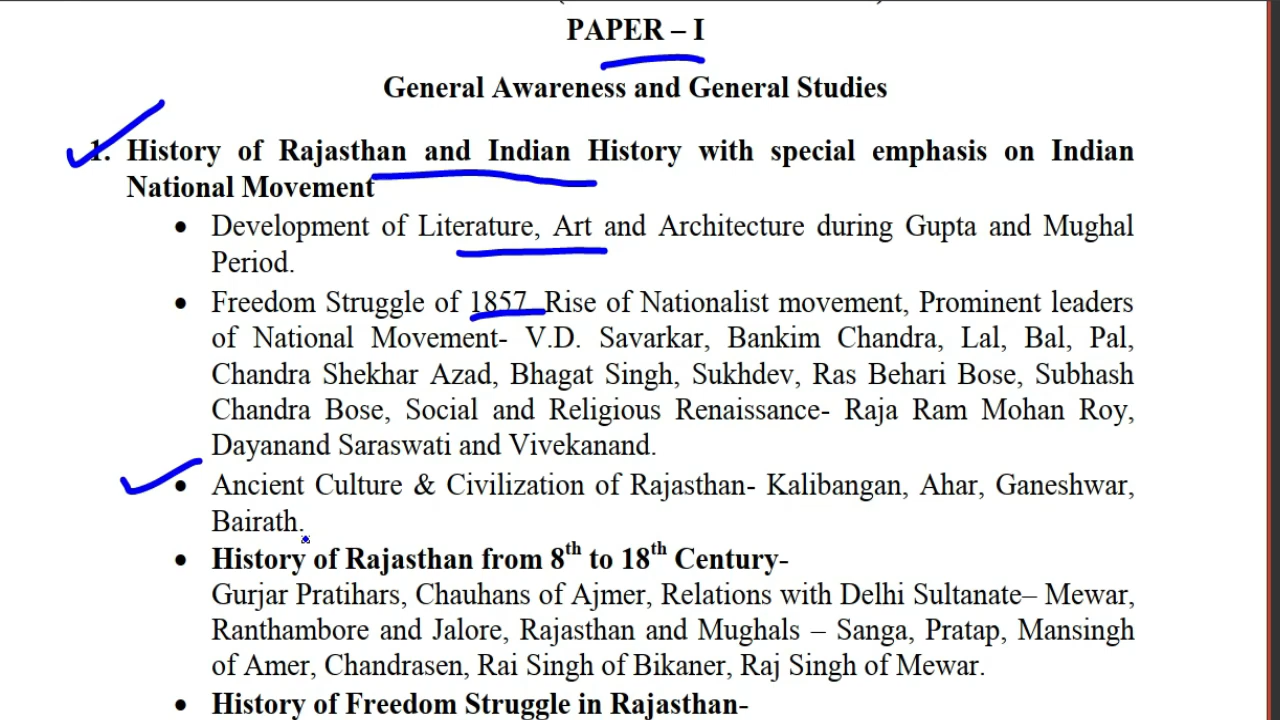 PAPER – I
General Awareness and General Studies
1. History of Rajasthan and Indian History with special emphasis on Indian
National Movement
• Development of Literature, Art and Architecture during Gupta and Mughal
Period.
• Freedom Struggle of 1857 Rise of Nationalist movement, Prominent leaders
of National Movement- V.D. Savarkar, Bankim Chandra, Lal, Bal, Pal,
Chandra Shekhar Azad, Bhagat Singh, Sukhdev, Ras Behari Bose, Subhash
Chandra Bose, Social and Religious Renaissance- Raja Ram Mohan Roy,
Dayanand Saraswati and Vivekanand.
• Ancient Culture & Civilization of Rajasthan- Kalibangan, Ahar, Ganeshwar,
Bairath.
• History of Rajasthan from 8th to 18th Century-
Gurjar Pratihars, Chauhans of Ajmer, Relations with Delhi Sultanate– Mewar,
Ranthambore and Jalore, Rajasthan and Mughals – Sanga, Pratap, Mansingh
of Amer, Chandrasen, Rai Singh of Bikaner, Raj Singh of Mewar.
• History of Freedom Struggle in Rajasthan-